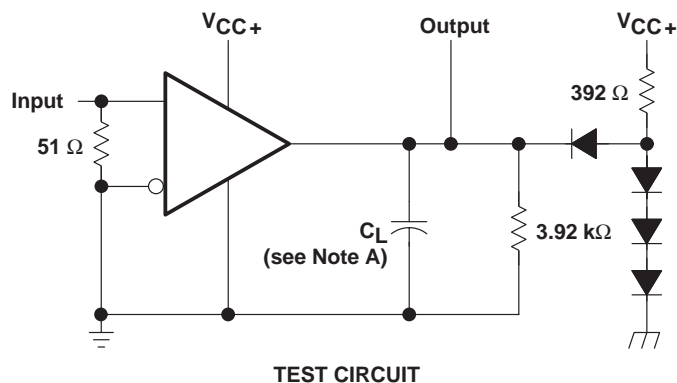 VCC+
Output
VCC+
Input
392 Ω
51 Ω
CL
(see Note A)
3.92 kΩ
TEST CIRCUIT